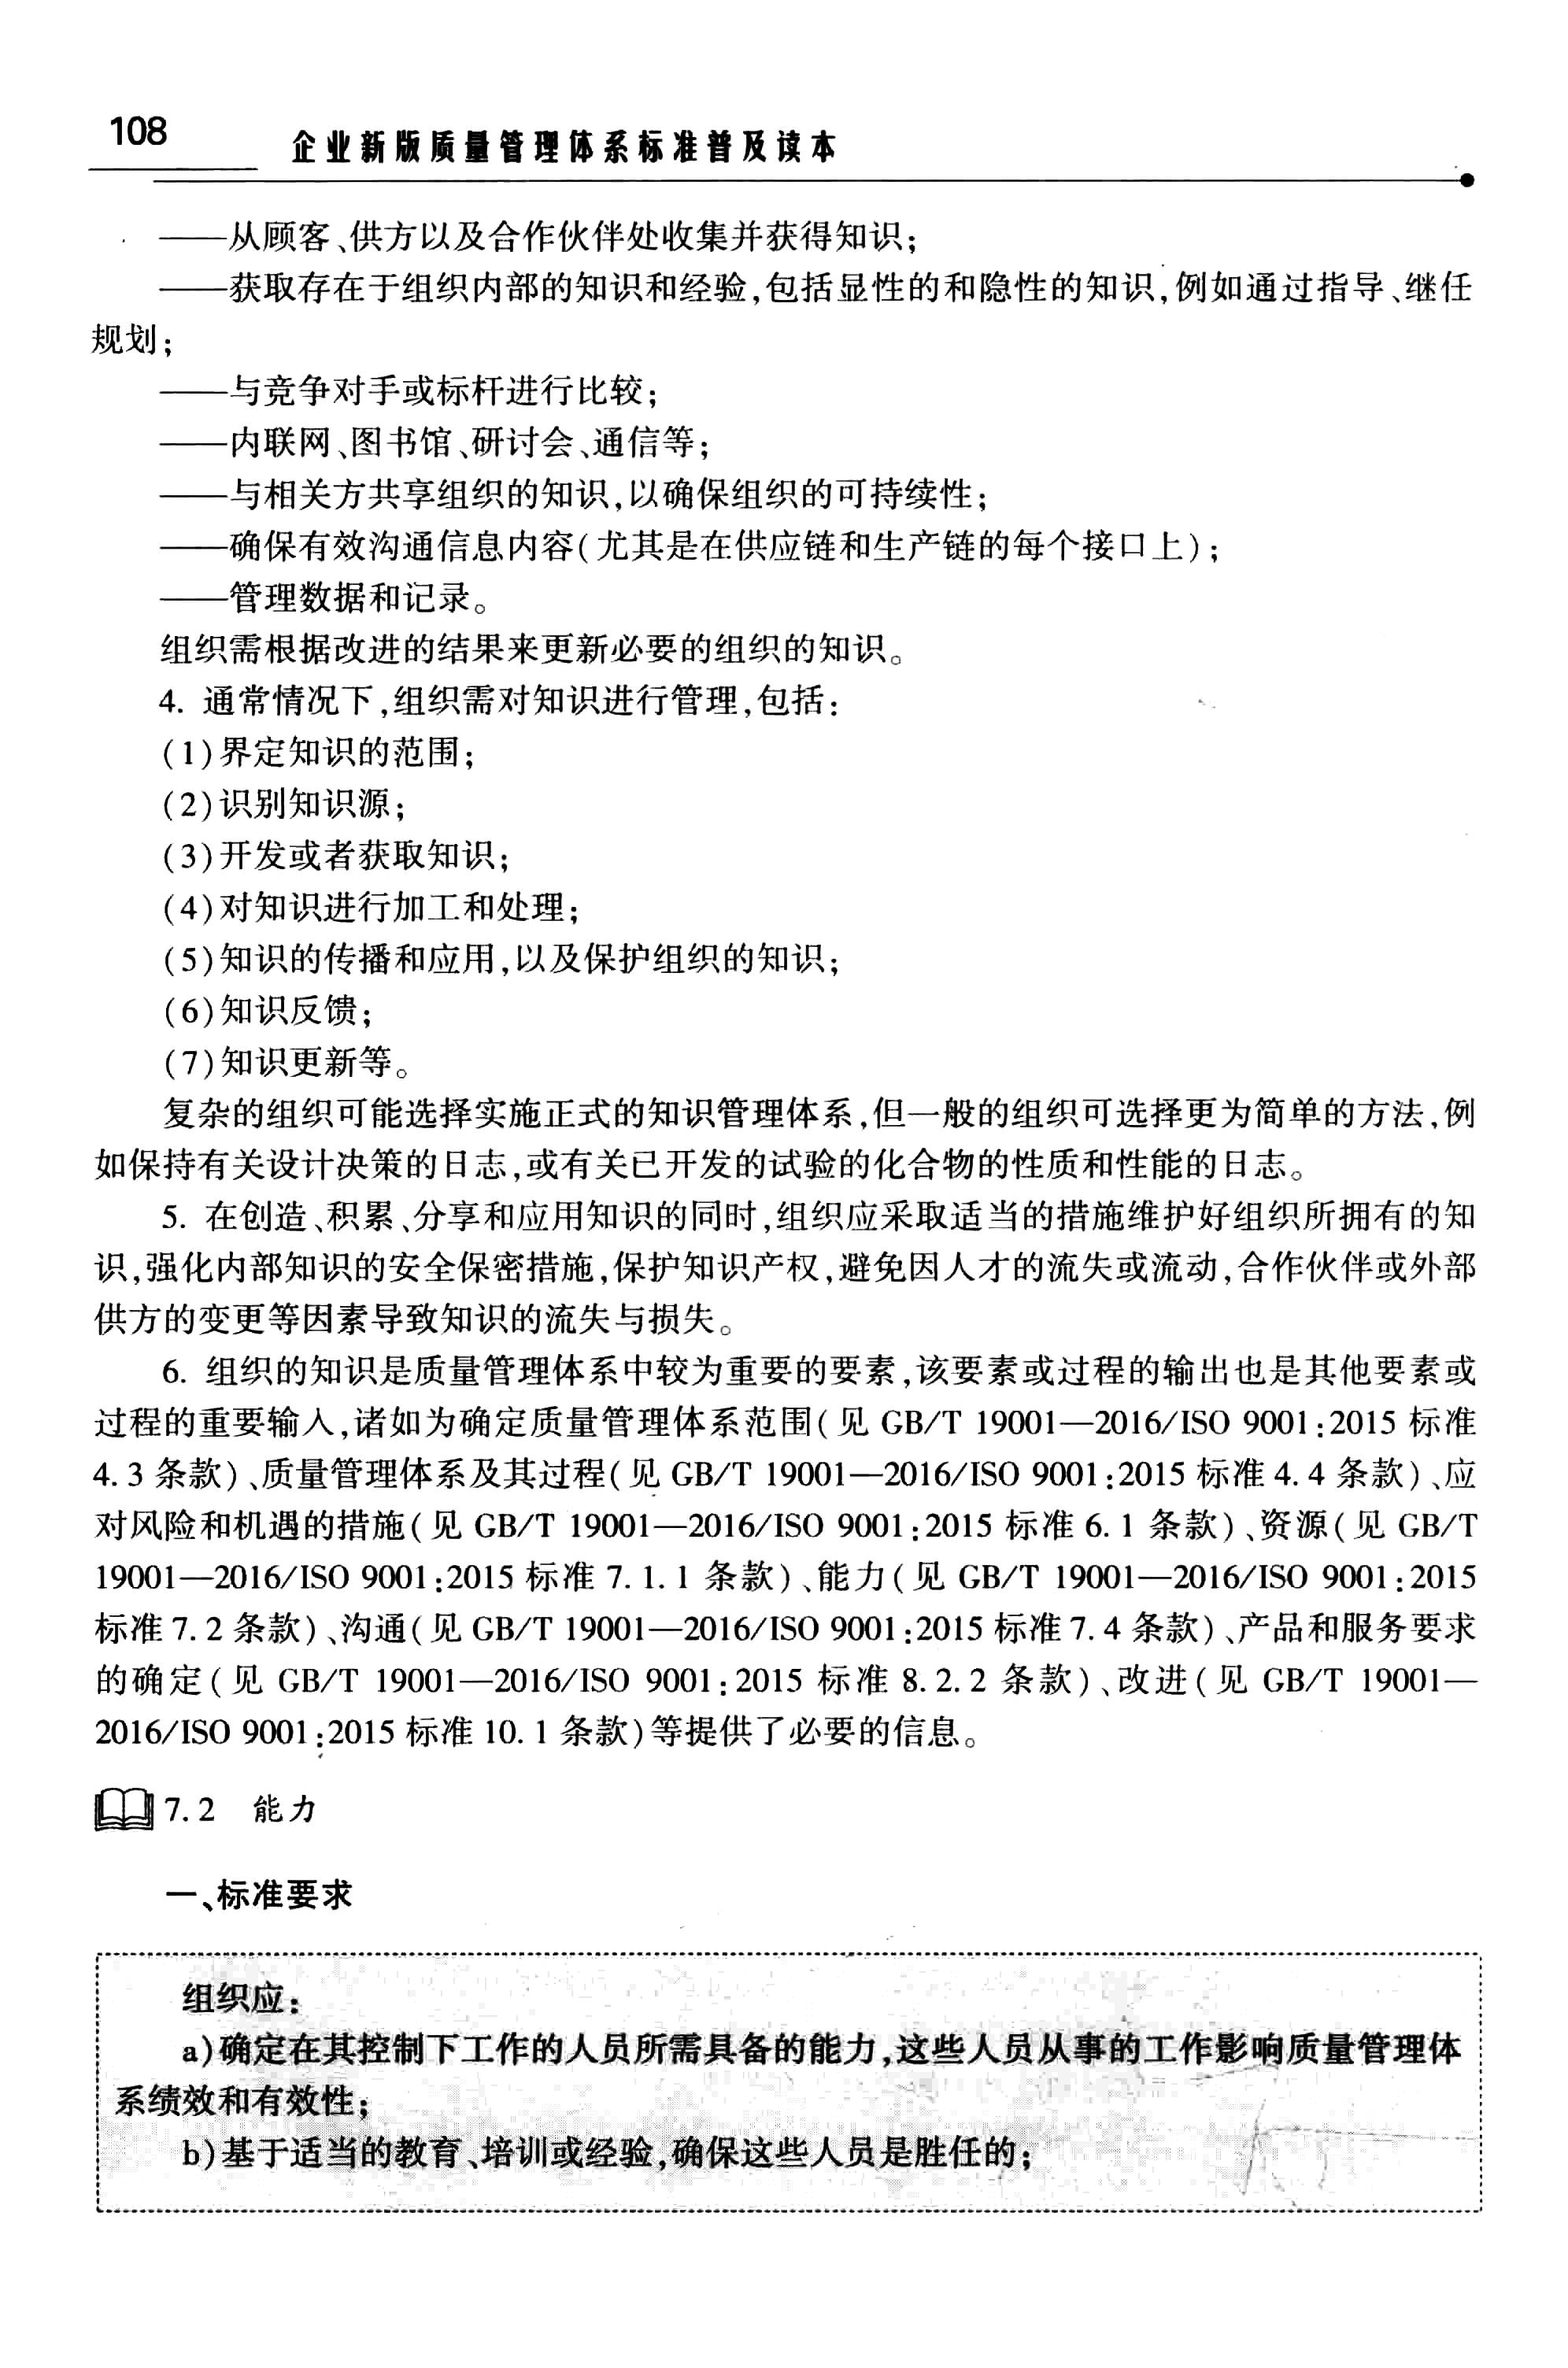 108
企业新版质量管理体系标准普及读本
——从顾客、供方以及合作伙伴处收集并获得知识;
——获取存在于组织内部的知识和经验,包括显性的和隐性的知识,例如通过指导、继任
规划;
——与竞争对手或标杆进行比较;
——内联网、图书馆、研讨会、通信等;
——与相关方共享组织的知识,以确保组织的可持续性;
——确保有效沟通信息内容(尤其是在供应链和生产链的每个接口上);
——管理数据和记录。
组织需根据改进的结果来更新必要的组织的知识。
4. 通常情况下,组织需对知识进行管理,包括:
(1)界定知识的范围;
(2)识别知识源;
(3)开发或者获取知识;
(4)对知识进行加工和处理;
(5)知识的传播和应用,以及保护组织的知识;
(6)知识反馈;
(7)知识更新等。
复杂的组织可能选择实施正式的知识管理体系,但一般的组织可选择更为简单的方法,例
如保持有关设计决策的日志,或有关已开发的试验的化合物的性质和性能的日志。
5. 在创造、积累、分享和应用知识的同时,组织应采取适当的措施维护好组织所拥有的知
识,强化内部知识的安全保密措施,保护知识产权,避免因人才的流失或流动,合作伙伴或外部
供方的变更等因素导致知识的流失与损失。
6. 组织的知识是质量管理体系中较为重要的要素,该要素或过程的输出也是其他要素或
过程的重要输入,诸如为确定质量管理体系范围(见 GB/T 19001—2016/ISO 9001:2015 标准
4.3 条款)、质量管理体系及其过程(见 GB/T 19001—2016/ISO 9001:2015 标准 4.4 条款)、应
对风险和机遇的措施(见 GB/T 19001—2016/ISO 9001:2015 标准 6.1 条款)、资源(见 GB/T
19001—2016/ISO 9001:2015 标准 7.1.1 条款)、能力(见 GB/T 19001—2016/ISO 9001:2015
标准 7.2 条款)、沟通(见 GB/T 19001—2016/ISO 9001:2015 标准 7.4 条款)、产品和服务要求
的确定(见 GB/T 19001—2016/ISO 9001:2015 标准 8.2.2 条款)、改进(见 GB/T 19001—
2016/ISO 9001:2015 标准 10.1 条款)等提供了必要的信息。
7.2 能力
一、标准要求
组织应:
a)确定在其控制下工作的人员所需具备的能力,这些人员从事的工作影响质量管理体
系绩效和有效性;
b)基于适当的教育、培训或经验,确保这些人员是胜任的;